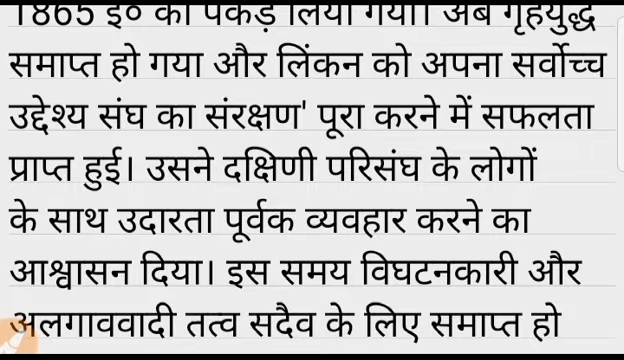 1865 ई० को पकड़ लिया गया। अब गृहयुद्ध
समाप्त हो गया और लिंकन को अपना सर्वोच्च
उद्देश्य संघ का संरक्षण' पूरा करने में सफलता
प्राप्त हुई। उसने दक्षिणी परिसंघ के लोगों
के साथ उदारता पूर्वक व्यवहार करने का
आश्वासन दिया। इस समय विघटनकारी और
अलगाववादी तत्व सदैव के लिए समाप्त हो